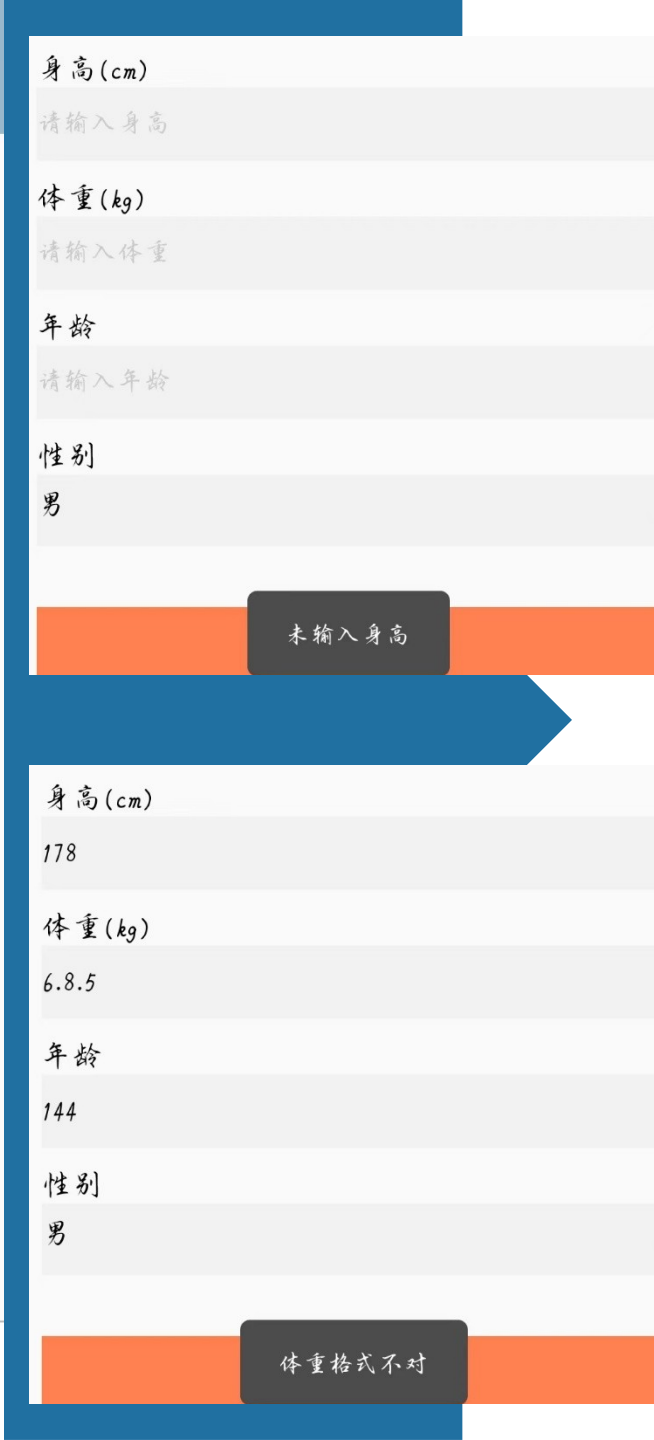 身高(cm)
请输入身高
体重(kg)
请输入体重
年龄
请输入年龄
性别
男
未输入身高
身高(cm)
178
体重(kg)
6.8.5
年龄
144
性别
男
体重格式不对